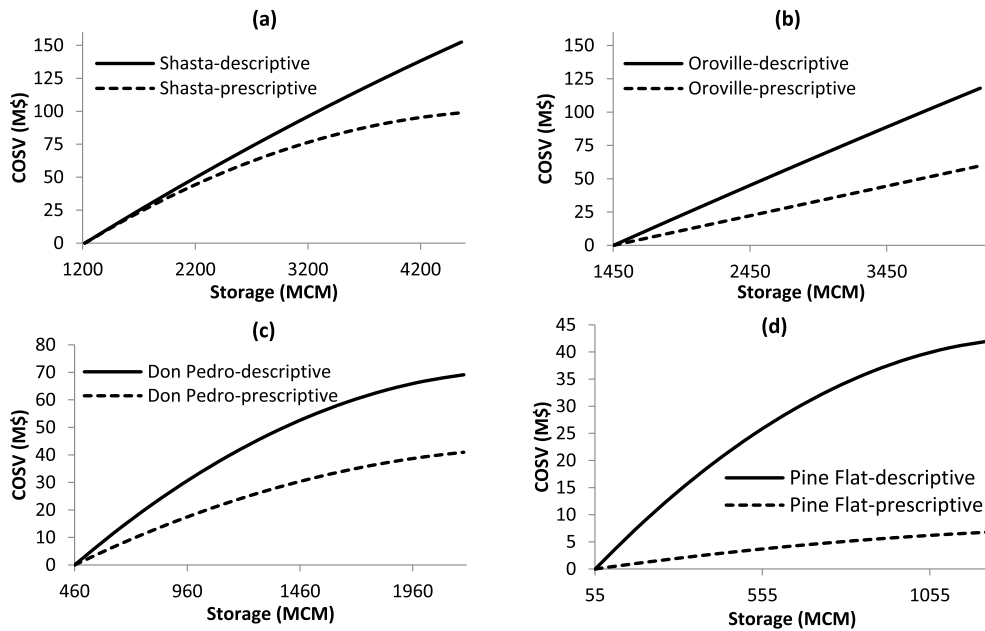 (a)
COSV (M$)
150
125
100
75
50
25
0
Shasta-descriptive
Shasta-prescriptive
1200 2200 3200 4200
Storage (MCM)
(b)
COSV (M$)
150
125
100
75
50
25
0
Oroville-descriptive
Oroville-prescriptive
1450 2450 3450
Storage (MCM)
(c)
COSV (M$)
80
70
60
50
40
30
20
10
0
Don Pedro-descriptive
Don Pedro-prescriptive
460 960 1460 1960
Storage (MCM)
(d)
COSV (M$)
45
40
35
30
25
20
15
10
5
0
Pine Flat-descriptive
Pine Flat-prescriptive
55 555 1055
Storage (MCM)